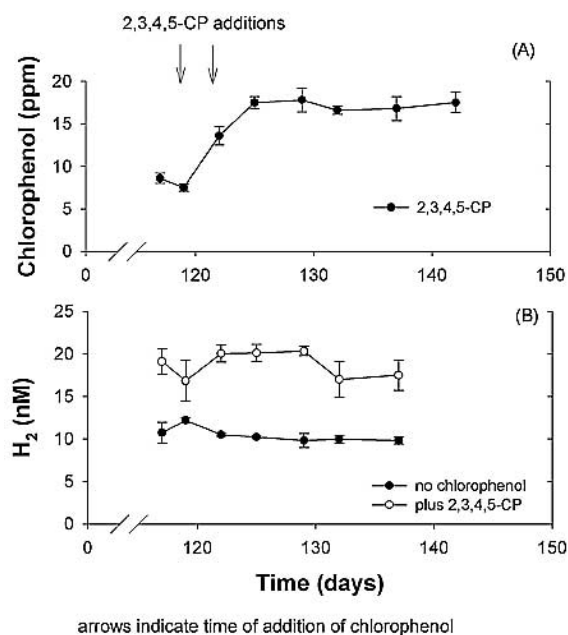 2,3,4,5-CP additions
(A)
20
15
10
5
0
Chlorophenol (ppm)
2,3,4,5-CP
0 120 130 140 150
(B)
25
20
15
10
5
0
H2 (nM)
no chlorophenol
plus 2,3,4,5-CP
0 120 130 140 150
Time (days)
arrows indicate time of addition of chlorophenol